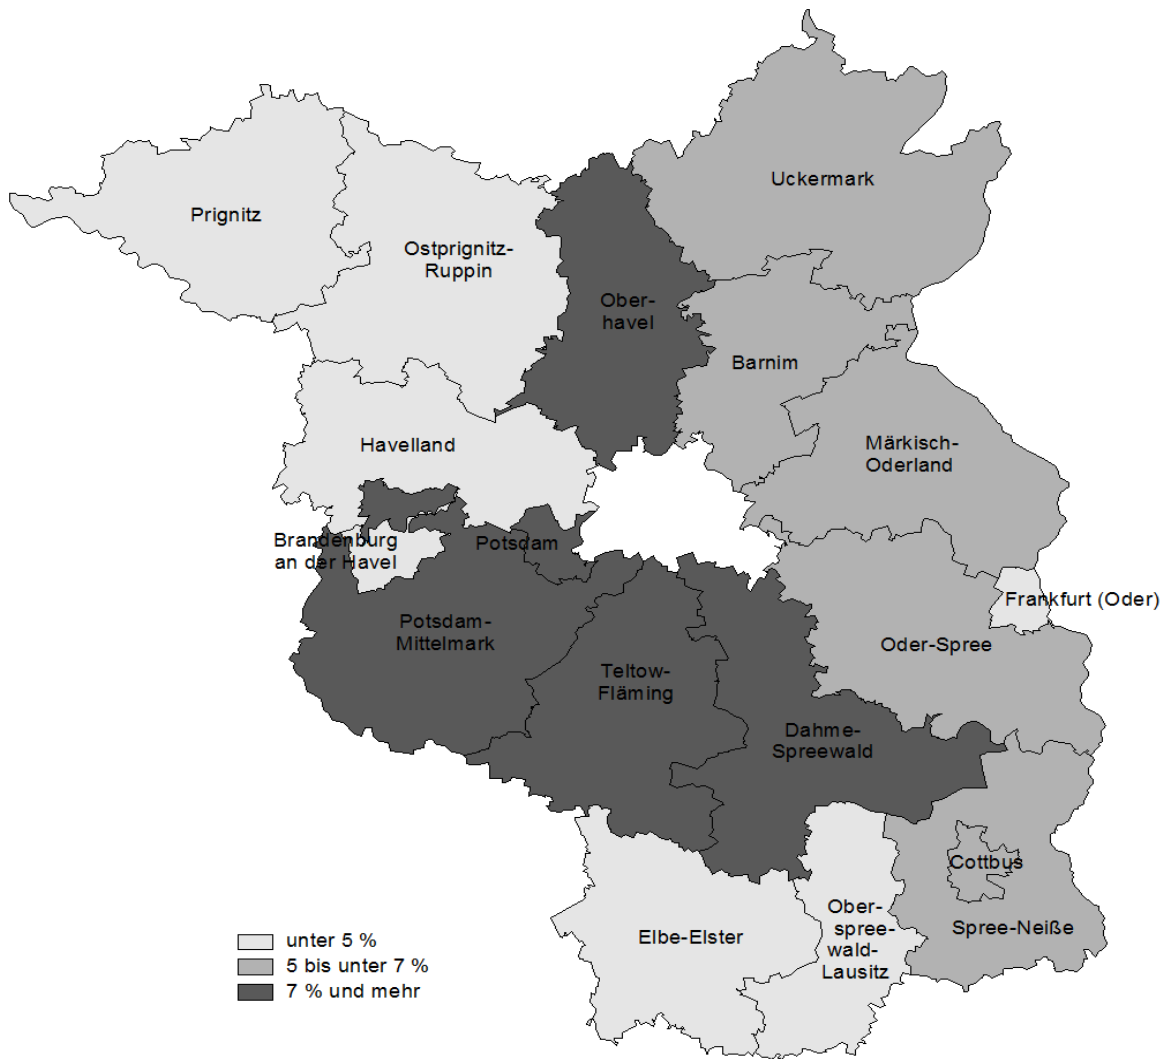 Uckermark
Prignitz
Ostprignitz-
Ruppin
Ober-
havel
Barnim
Havelland
Märkisch-
Oderland
Brandenburg
an der Havel
Potsdam
Frankfurt (Oder)
Potsdam-
Mittelmark
Oder-Spree
Teltow-
Fläming
Dahme-
Spreewald
Cottbus
Ober-
spree-
wald-
Lausitz
Spree-Neiße
Elbe-Elster
unter 5 %
5 bis unter 7 %
7 % und mehr